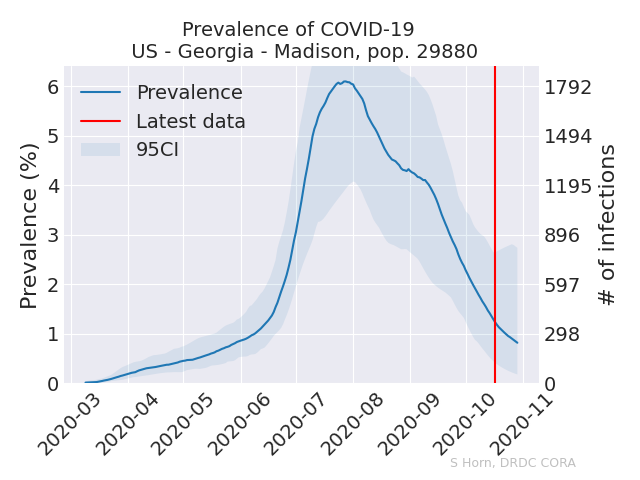 Prevalence of COVID-19
US - Georgia - Madison, pop. 29880
Prevalence
Latest data
95CI
Prevalence (%)
6
5
4
3
2
1
0
1792
1494
1195
896
597
298
0
# of infections
2020-03
2020-04
2020-05
2020-06
2020-07
2020-08
2020-09
2020-10
2020-11
S Horn, DRDC CORA